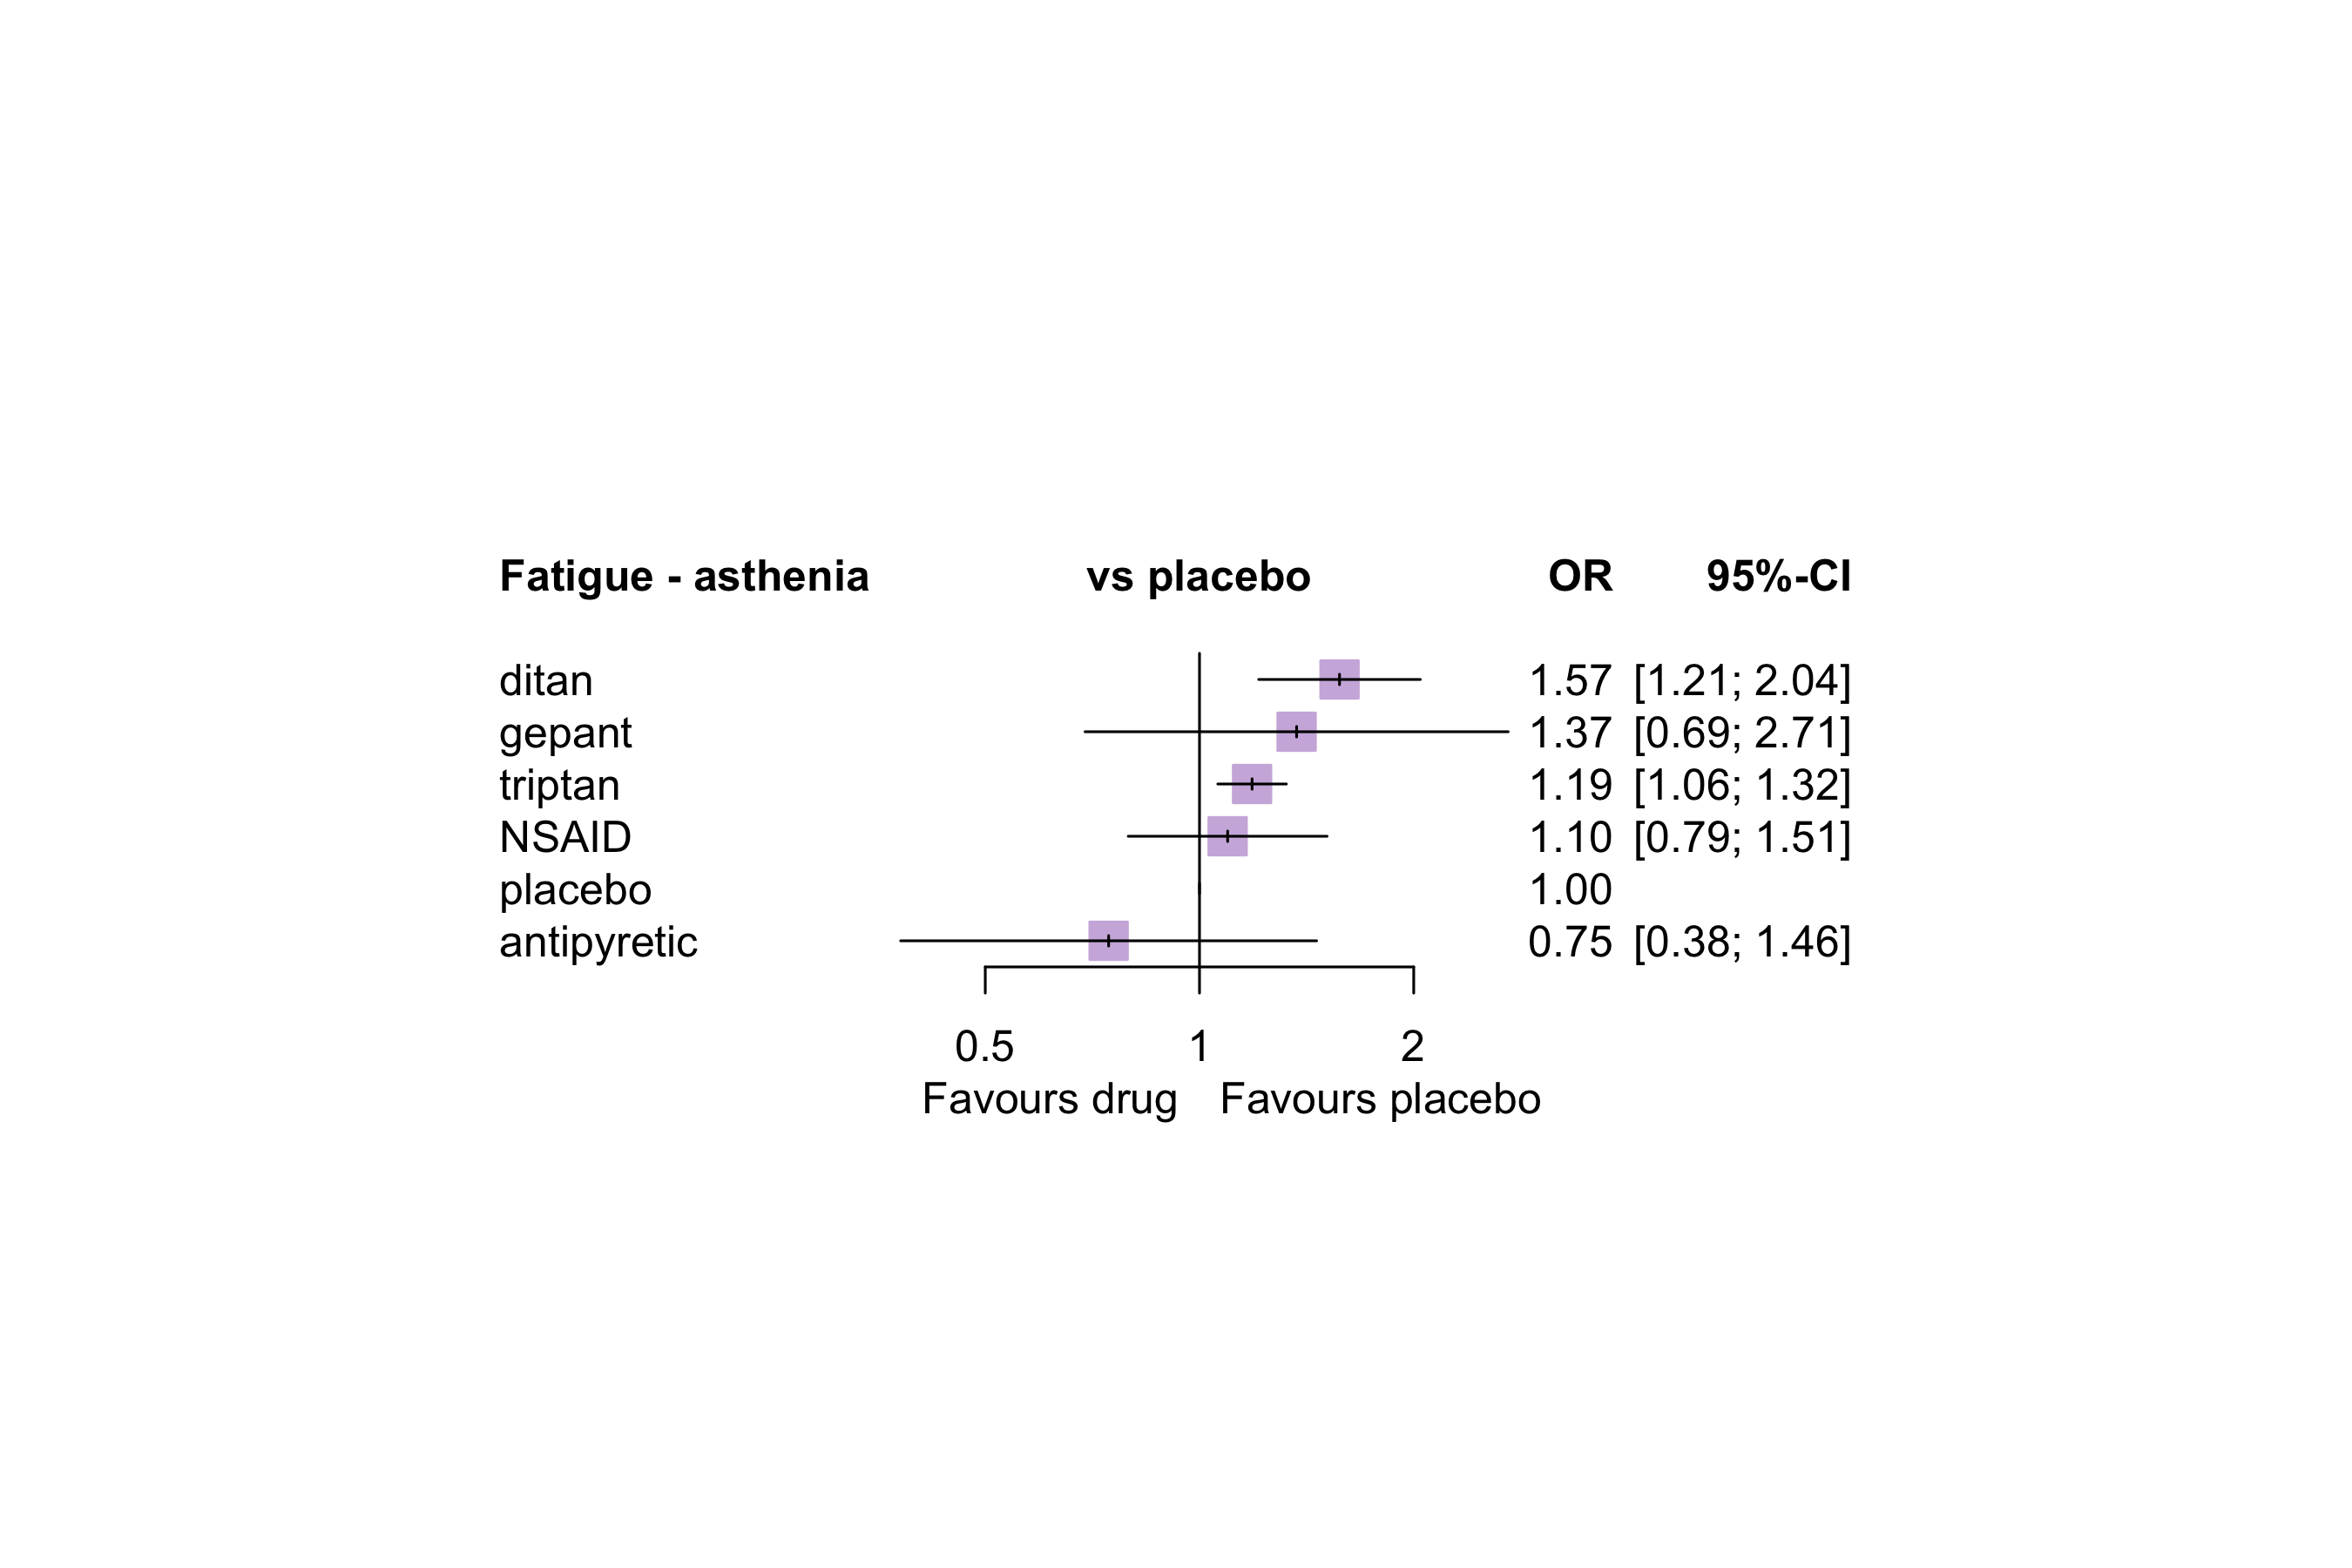 Fatigue - asthenia vs placebo OR 95%-CI
ditan 1.57 [1.21; 2.04]
gepant 1.37 [0.69; 2.71]
triptan 1.19 [1.06; 1.32]
NSAID 1.10 [0.79; 1.51]
placebo 1.00
antipyretic 0.75 [0.38; 1.46]
0.5 1 2
Favours drug Favours placebo